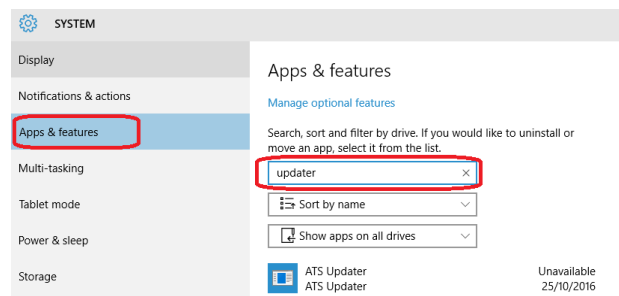 SYSTEM
Display
Notifications & actions
Apps & features
Multi-tasking
Tablet mode
Power & sleep
Storage
Apps & features
Manage optional features
Search, sort and filter by drive. If you would like to uninstall or
move an app, select it from the list.
updater
Sort by name
Show apps on all drives
ATS Updater Unavailable
ATS Updater 25/10/2016